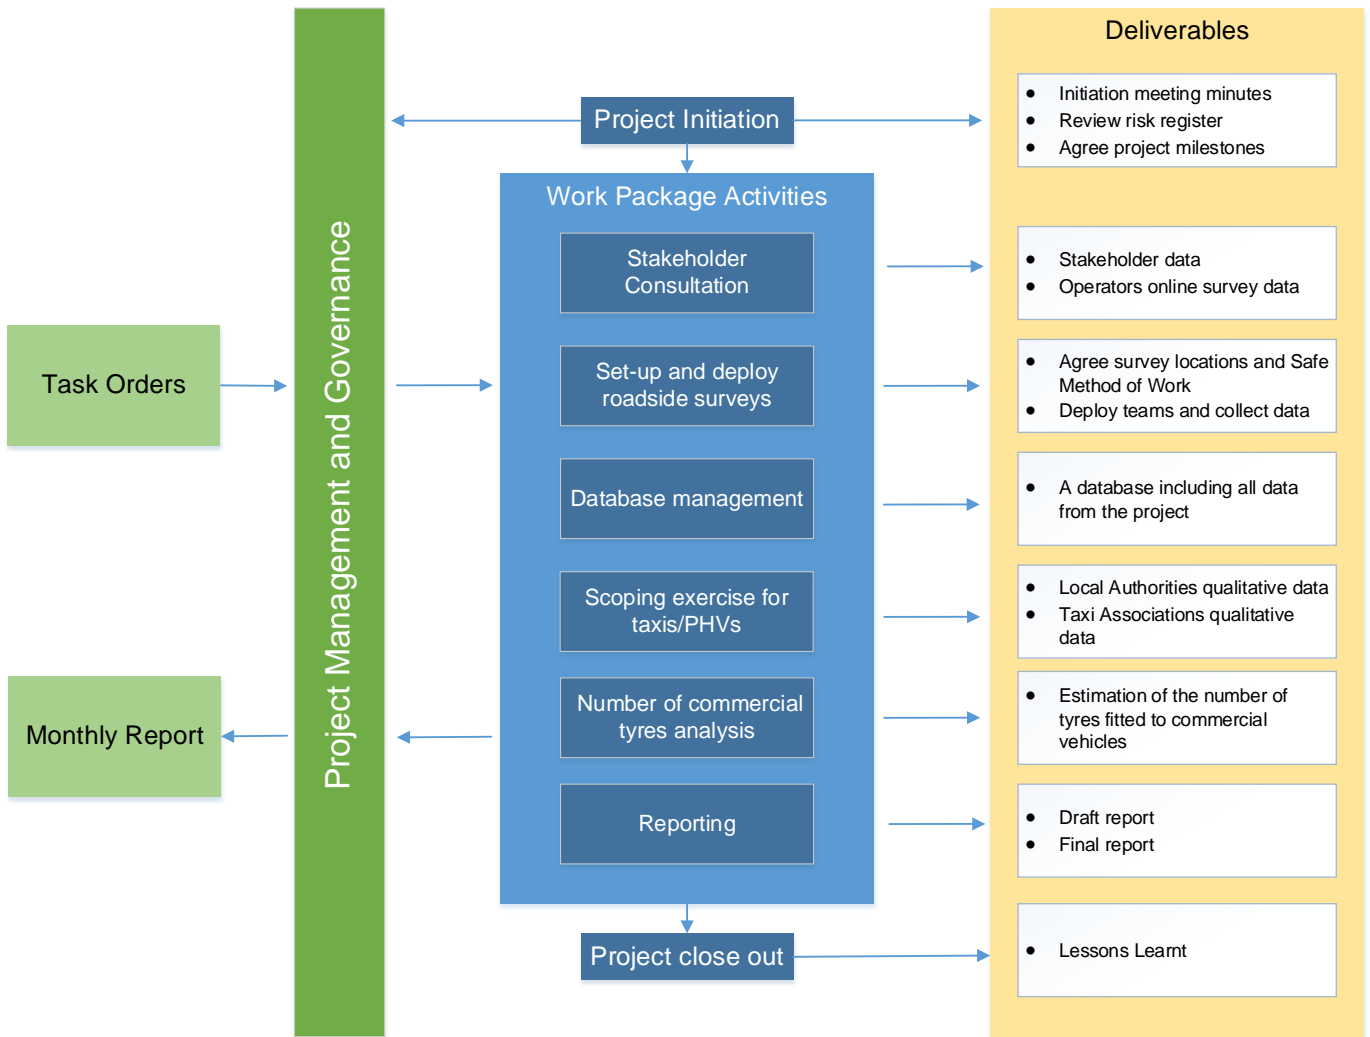 Task Orders
Monthly Report
Project Management and Governance
Project Initiation
Work Package Activities
Stakeholder
Consultation
Set-up and deploy
roadside surveys
Database management
Scoping exercise for
taxis/PHVs
Number of commercial
tyres analysis
Reporting
Project close out
Deliverables
• Initiation meeting minutes
• Review risk register
• Agree project milestones
• Stakeholder data
• Operators online survey data
• Agree survey locations and Safe
Method of Work
• Deploy teams and collect data
• A database including all data
from the project
• Local Authorities qualitative data
• Taxi Associations qualitative
data
• Estimation of the number of
tyres fitted to commercial
vehicles
• Draft report
• Final report
• Lessons Learnt